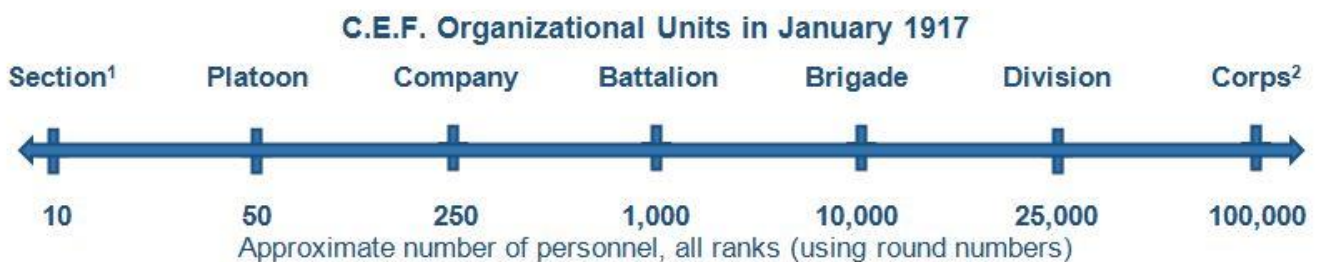 C.E.F. Organizational Units in January 1917
Section¹ Platoon Company Battalion Brigade Division Corps²
10 50 250 1,000 10,000 25,000 100,000
Approximate number of personnel, all ranks (using round numbers)